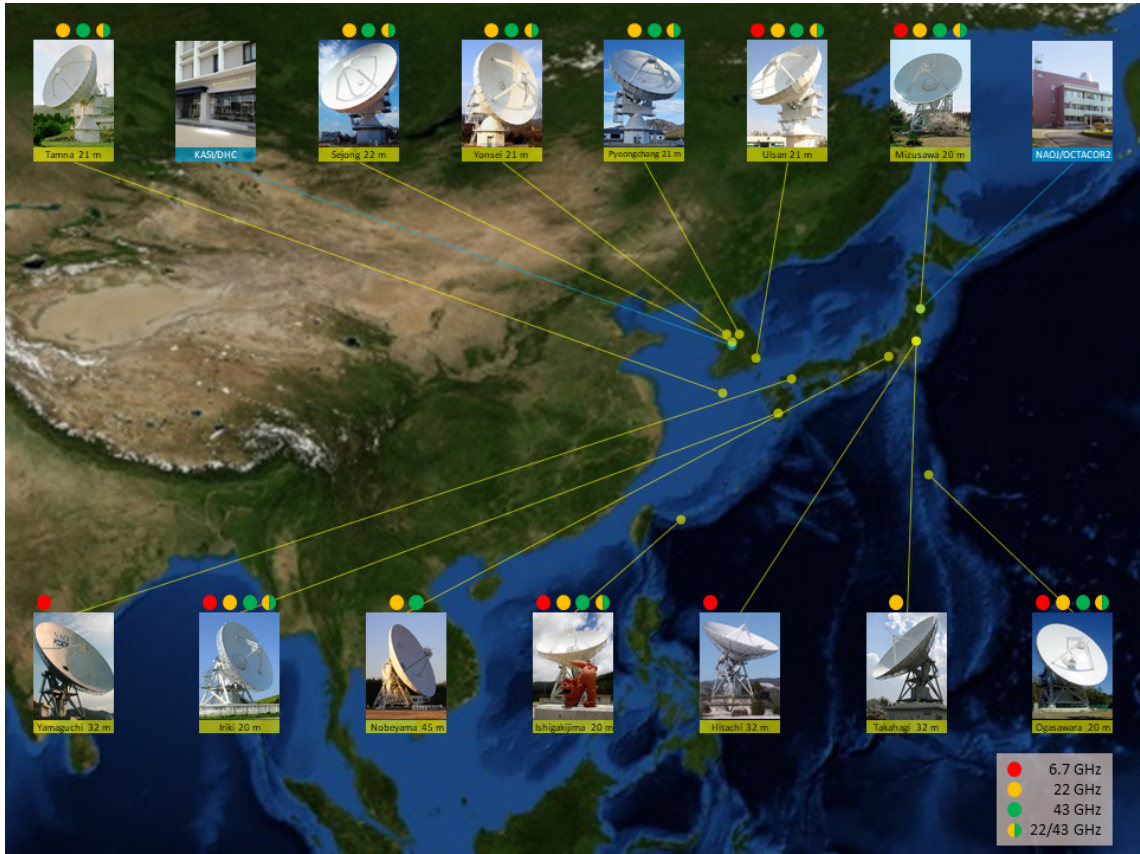 Tamna 21 m
KASI/DHC
Sejong 22 m
Yonsei 21 m
Pyeongchang 21 m
Ulsan 21 m
Mizusawa 20 m
NAOJ/OCTACOR2
Yamaguchi 32 m
Iriki 20 m
Nobeyama 45 m
Ishigakijima 20 m
Hitachi 32 m
Takahagi 32 m
Ogasawara 20 m
6.7 GHz
22 GHz
43 GHz
22/43 GHz